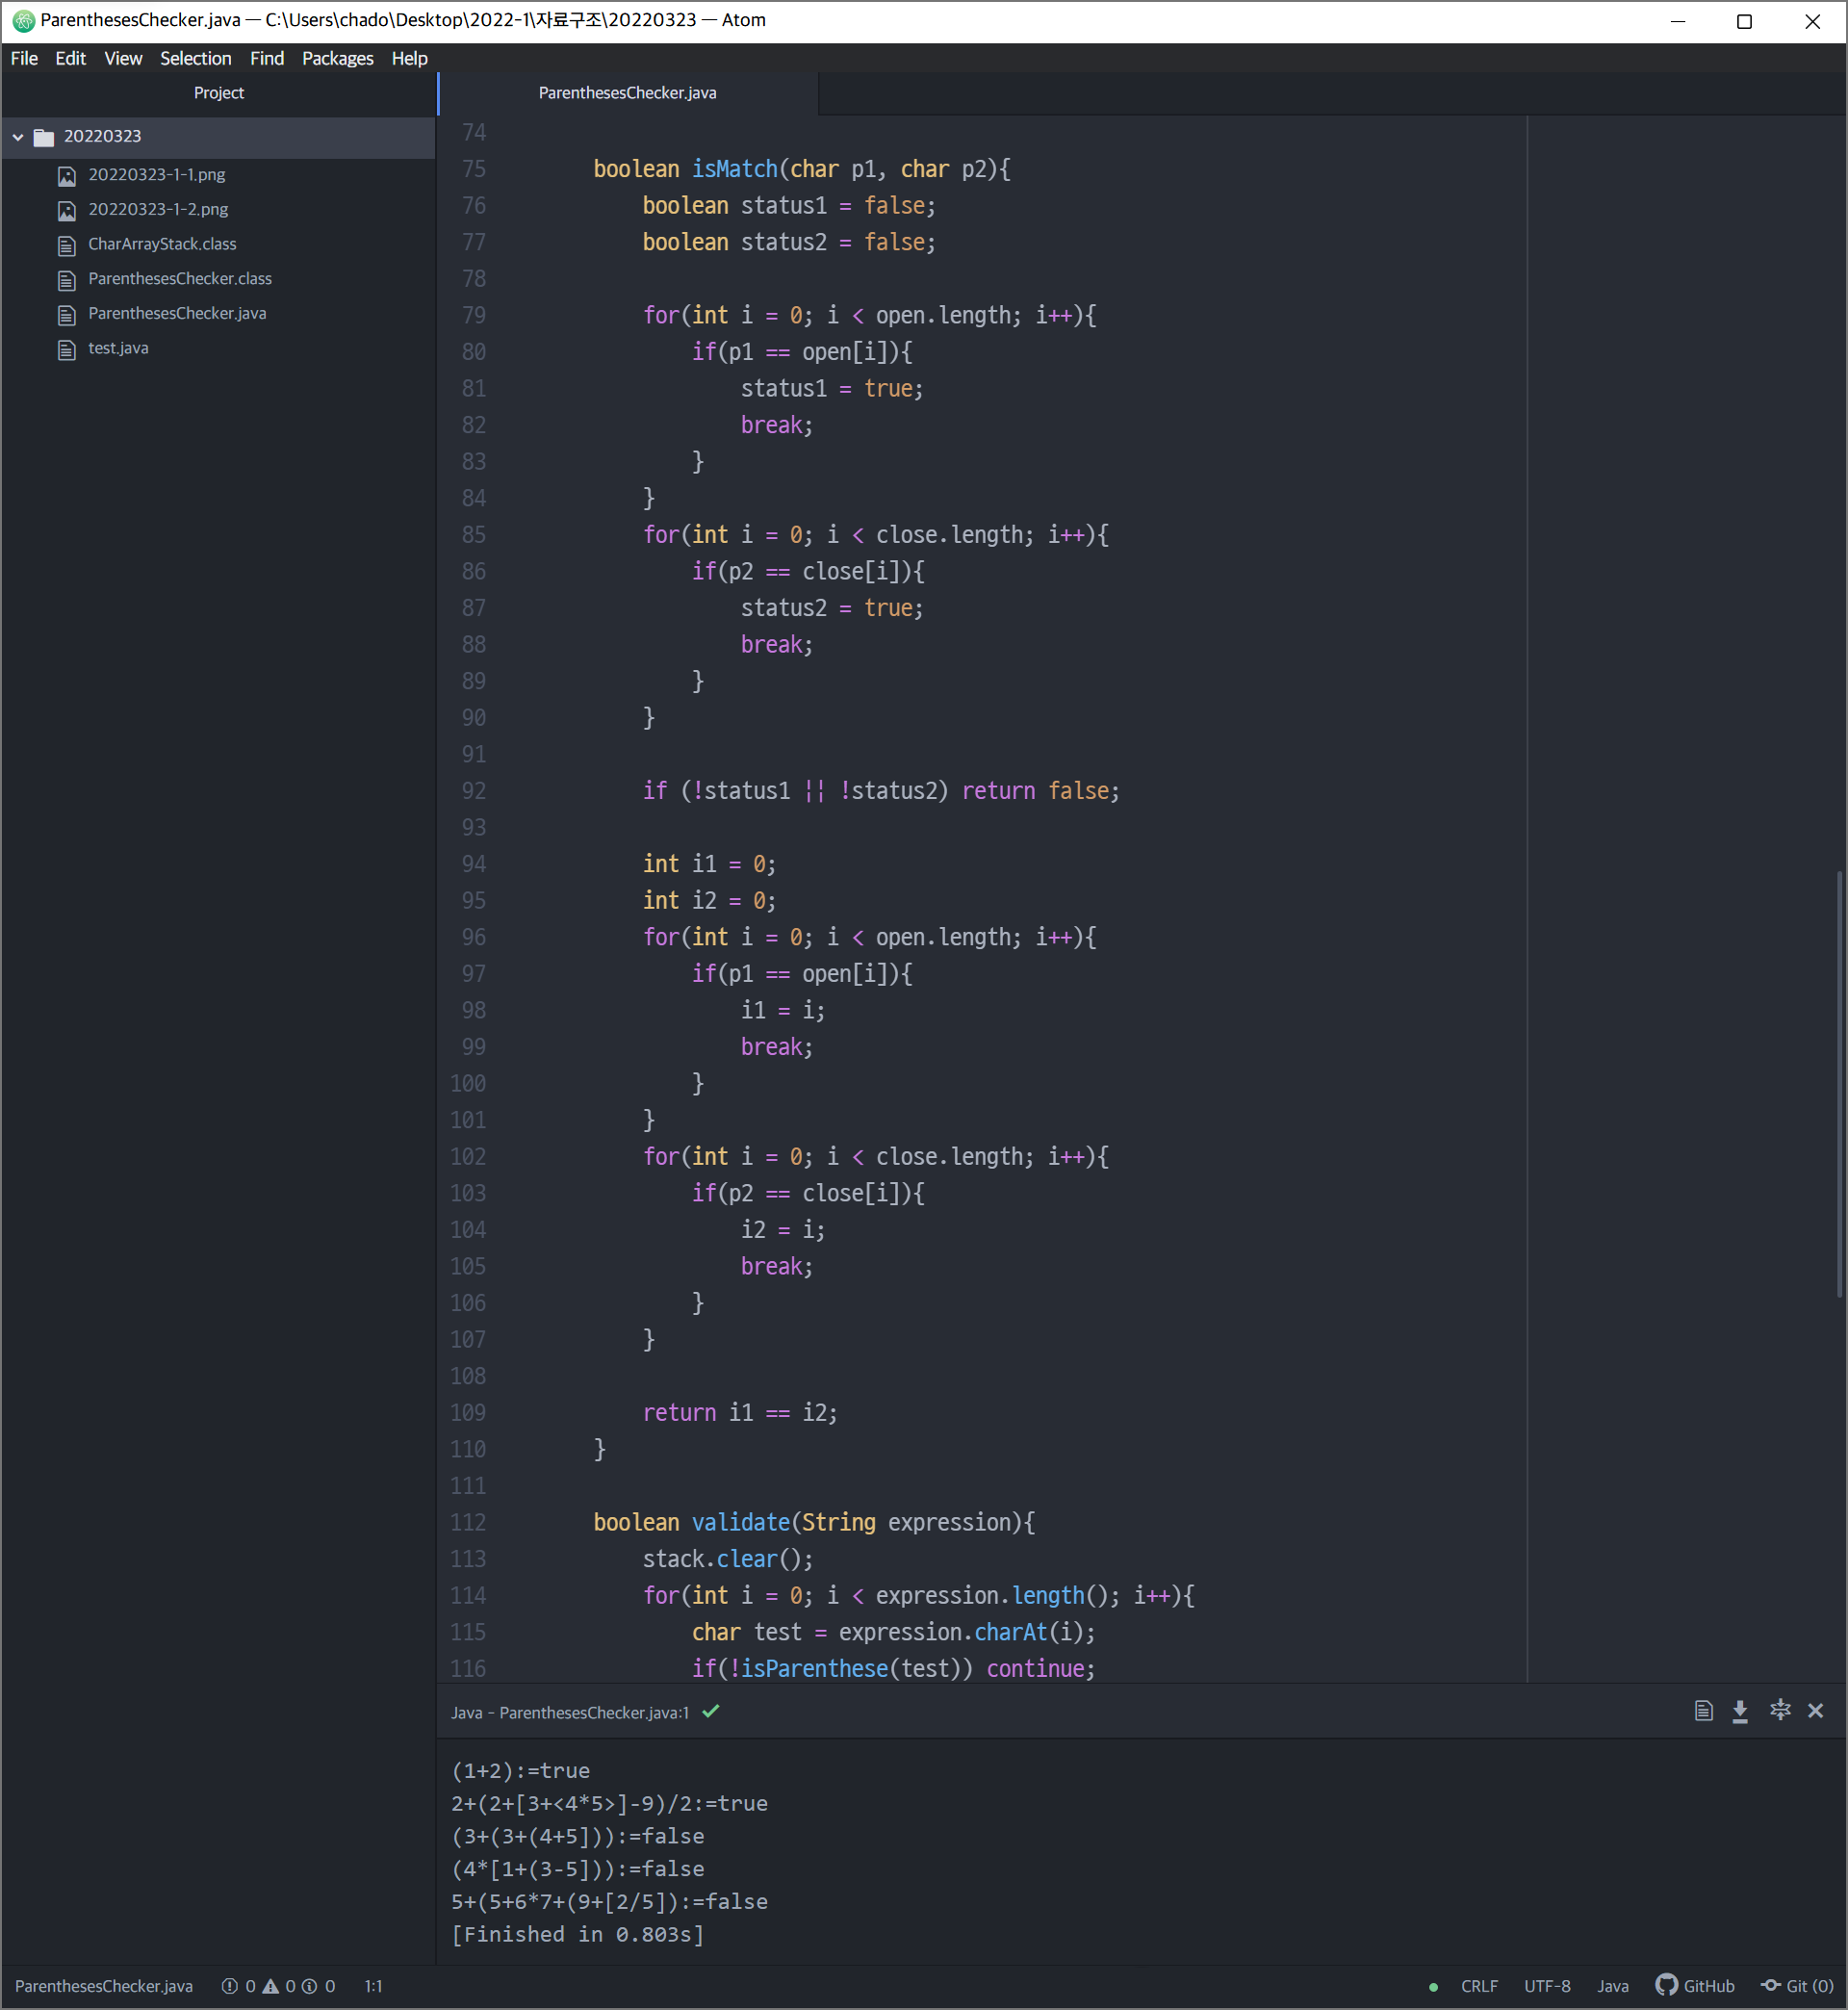 ParenthesesChecker.java — C:\Users\chado\Desktop\2022-1\자료구조\20220323 — Atom
File Edit View Selection Find Packages Help
Project
20220323
20220323-1-1.png
20220323-1-2.png
CharArrayStack.class
ParenthesesChecker.class
ParenthesesChecker.java
test.java
ParenthesesChecker.java
74
75 boolean isMatch(char p1, char p2){
76 boolean status1 = false;
77 boolean status2 = false;
78
79 for(int i = 0; i < open.length; i++){
80 if(p1 == open[i]){
81 status1 = true;
82 break;
83 }
84 }
85 for(int i = 0; i < close.length; i++){
86 if(p2 == close[i]){
87 status2 = true;
88 break;
89 }
90 }
91
92 if (!status1 || !status2) return false;
93
94 int i1 = 0;
95 int i2 = 0;
96 for(int i = 0; i < open.length; i++){
97 if(p1 == open[i]){
98 i1 = i;
99 break;
100 }
101 }
102 for(int i = 0; i < close.length; i++){
103 if(p2 == close[i]){
104 i2 = i;
105 break;
106 }
107 }
108
109 return i1 == i2;
110 }
111
112 boolean validate(String expression){
113 stack.clear();
114 for(int i = 0; i < expression.length(); i++){
115 char test = expression.charAt(i);
116 if(!isParenthese(test)) continue;
Java - ParenthesesChecker.java:1
(1+2):=true
2+(2+[3+<4*5>]-9)/2:=true
(3+(3+(4+5])):=false
(4*[1+(3-5])):=false
5+(5+6*7+(9+[2/5]):=false
[Finished in 0.803s]
ParenthesesChecker.java 0 0 0 1:1 CRLF UTF-8 Java GitHub Git (0)